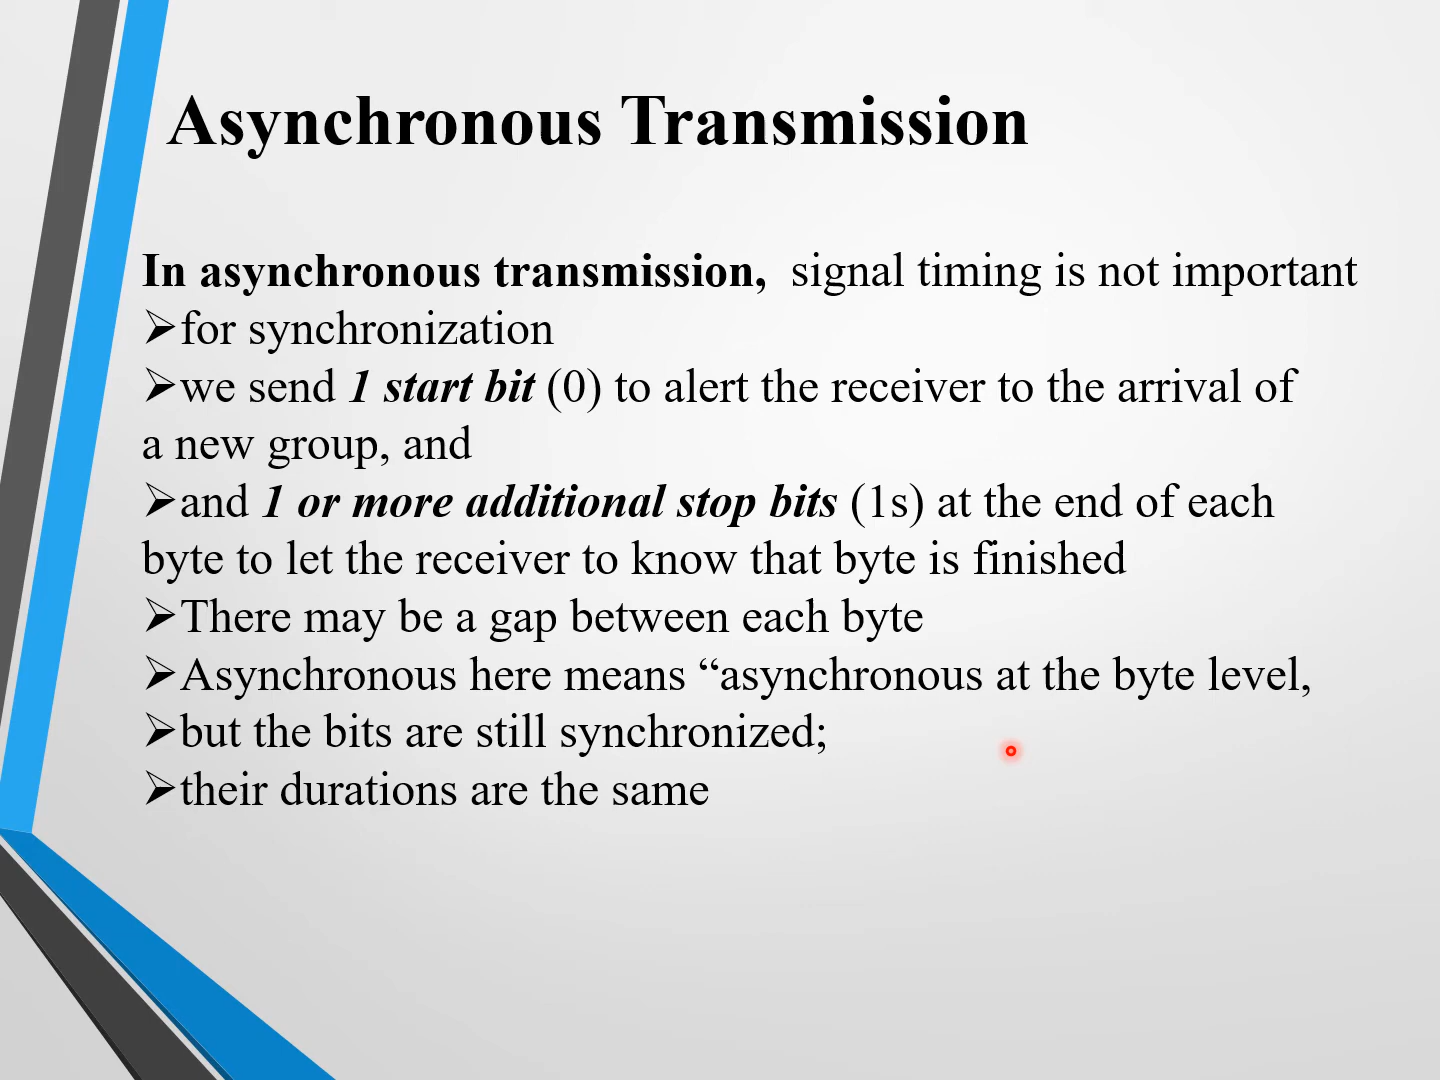 Asynchronous Transmission
In asynchronous transmission, signal timing is not important
➢for synchronization
➢we send 1 start bit (0) to alert the receiver to the arrival of
a new group, and
➢and 1 or more additional stop bits (1s) at the end of each
byte to let the receiver to know that byte is finished
➢There may be a gap between each byte
➢Asynchronous here means “asynchronous at the byte level,
➢but the bits are still synchronized;
➢their durations are the same